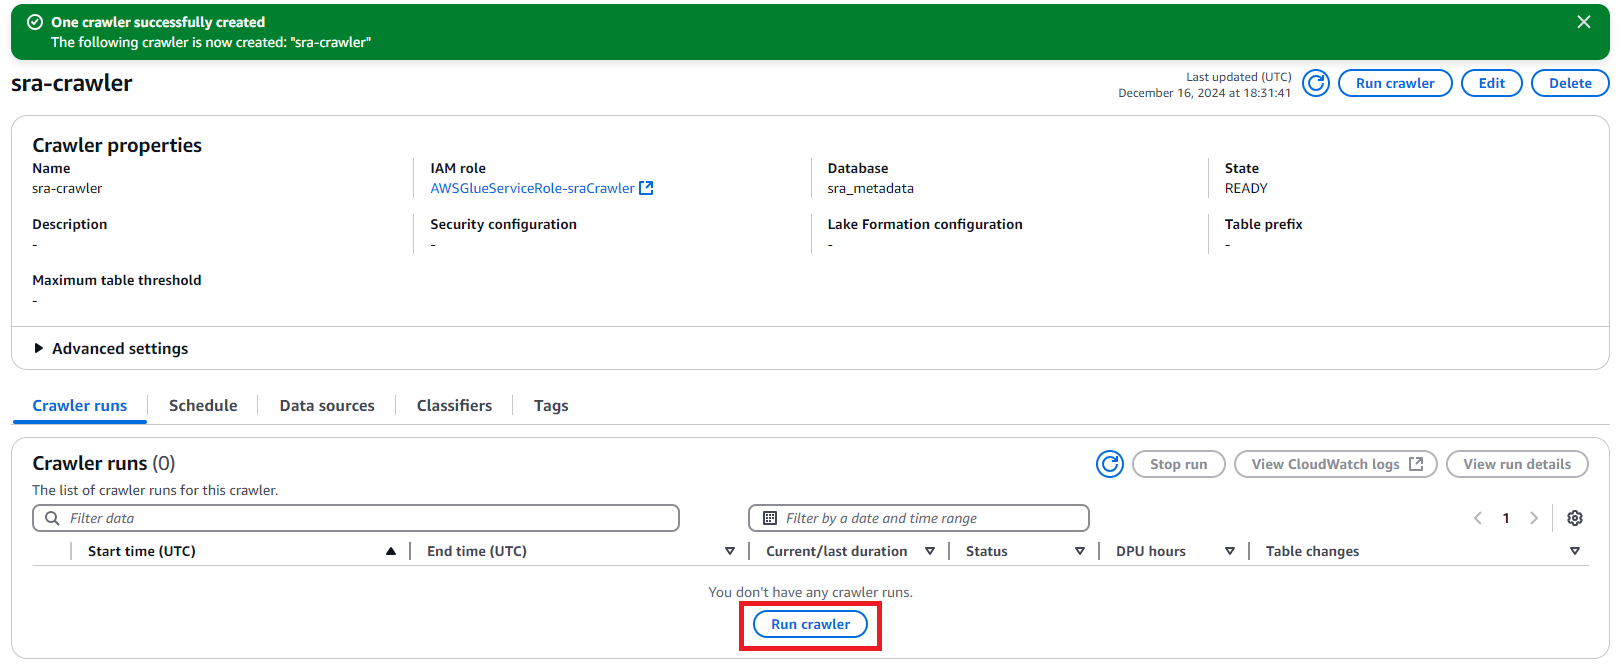 One crawler successfully created
The following crawler is now created: "sra-crawler"
sra-crawler
Last updated (UTC)
December 16, 2024 at 18:31:41
Run crawler
Edit
Delete
Crawler properties
Name
sra-crawler
IAM role
AWSGlueServiceRole-sraCrawler
Database
sra_metadata
State
READY
Description
-
Security configuration
-
Lake Formation configuration
-
Table prefix
-
Maximum table threshold
-
Advanced settings
Crawler runs
Schedule
Data sources
Classifiers
Tags
Crawler runs (0)
The list of crawler runs for this crawler.
Stop run
View CloudWatch logs
View run details
Filter data
Filter by a date and time range
1
Start time (UTC)
End time (UTC)
Current/last duration
Status
DPU hours
Table changes
You don't have any crawler runs.
Run crawler